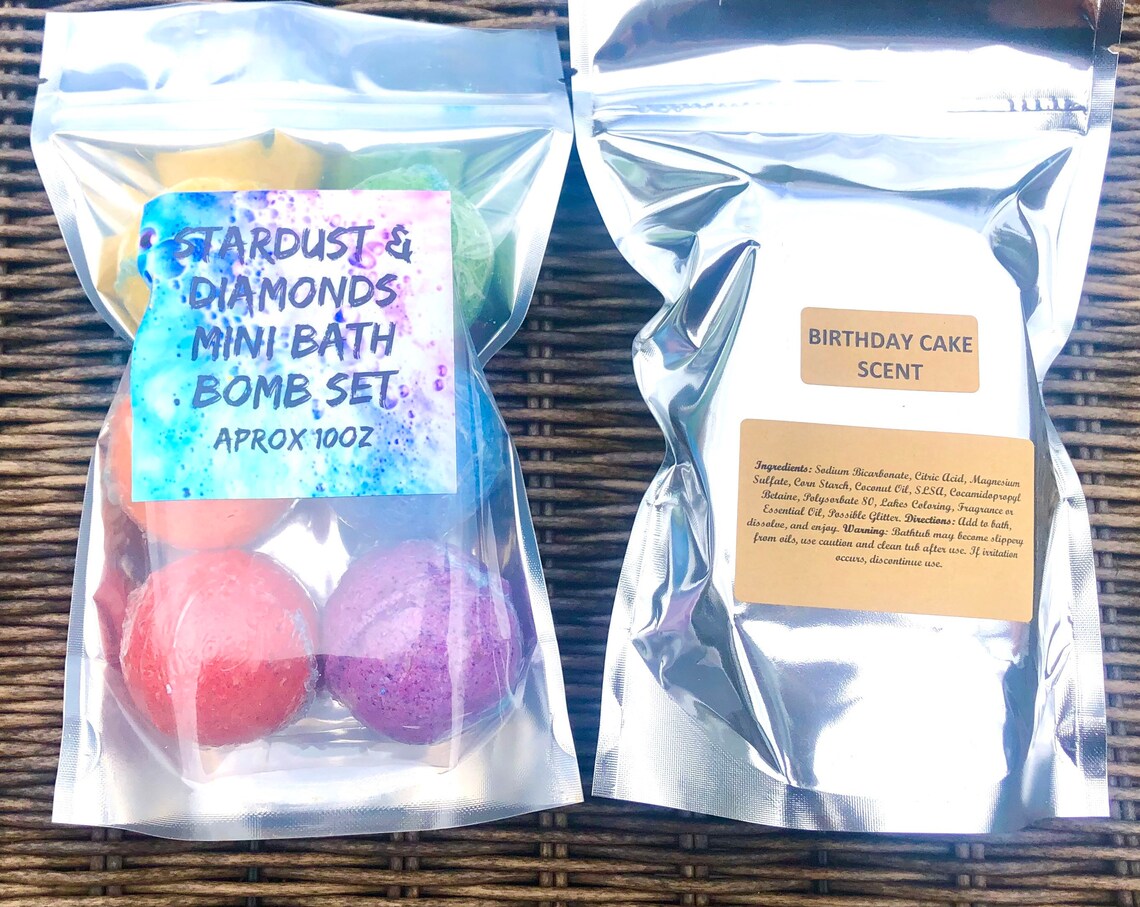 STARDUST &
DIAMONDS
MINI BATH
BOMB SET
APROX 10OZ
BIRTHDAY CAKE
SCENT
Ingredients: Sodium Bicarbonate, Citric Acid, Magnesium
Sulfate, Corn Starch, Coconut Oil, SLSA, Cocamidopropyl
Betaine, Polysorbate 80, Lakes Coloring, Fragrance or
Essential Oil, Possible Glitter. Directions: Add to bath,
dissolve, and enjoy. Warning: Bathtub may become slippery
from oils, use caution and clean tub after use. If irritation
occurs, discontinue use.